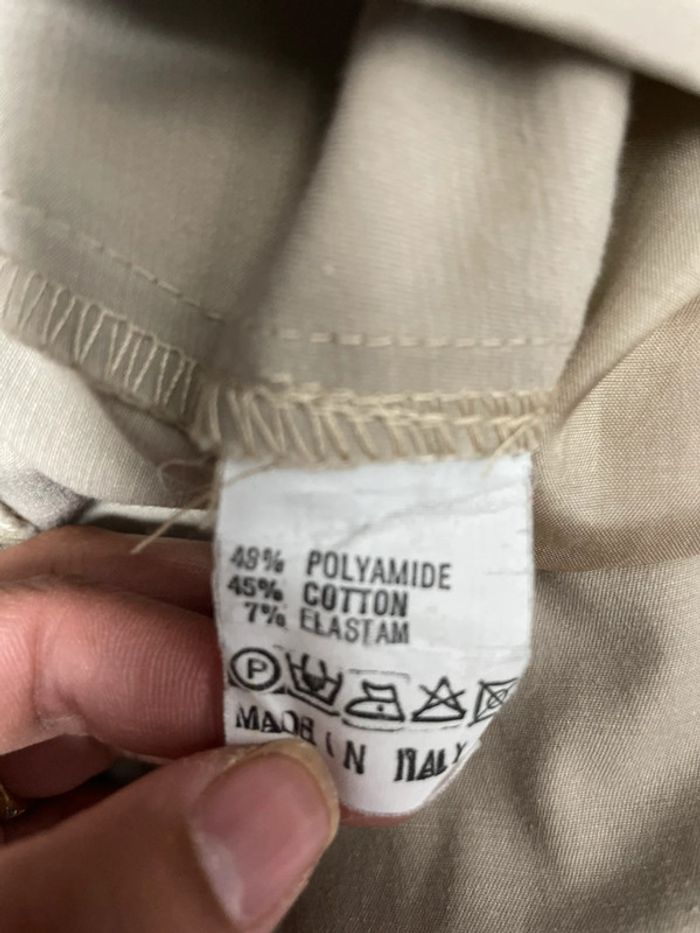 48% POLYAMIDE
45% COTTON
7% ELASTAM
P
MADE IN ITALY